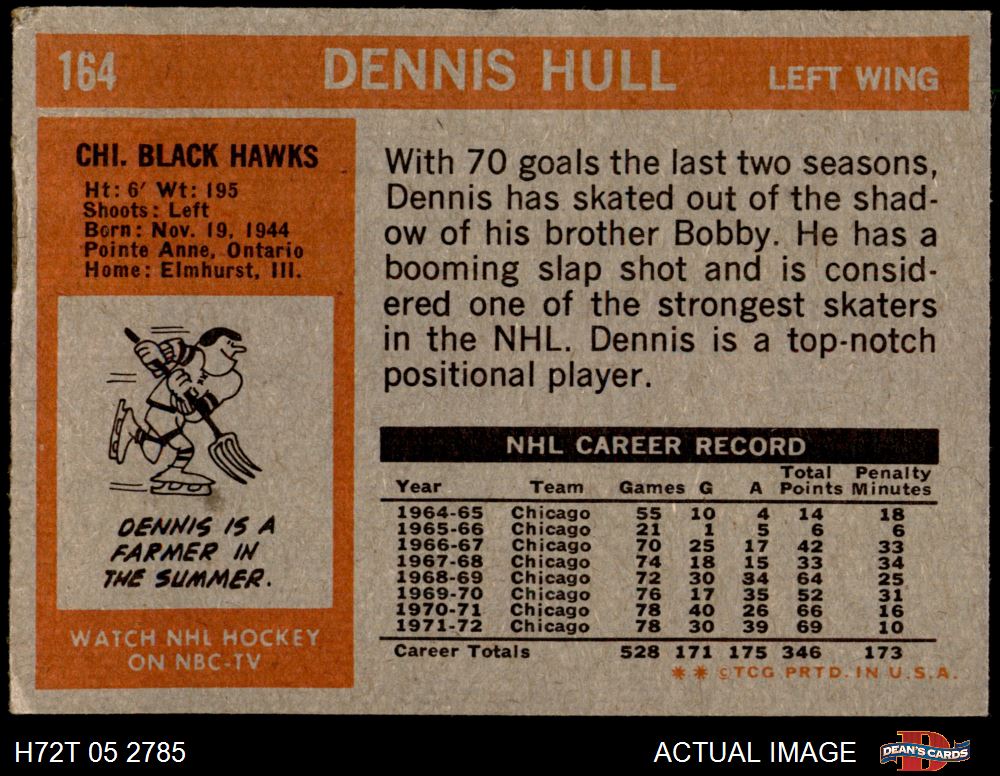 164 DENNIS HULL LEFT WING
CHI. BLACK HAWKS
Ht: 6' Wt: 195
Shoots: Left
Born: Nov. 19, 1944
Pointe Anne, Ontario
Home: Elmhurst, Ill.
DENNIS IS A
FARMER IN
THE SUMMER.
WATCH NHL HOCKEY
ON NBC-TV
With 70 goals the last two seasons,
Dennis has skated out of the shad-
ow of his brother Bobby. He has a
booming slap shot and is consid-
ered one of the strongest skaters
in the NHL. Dennis is a top-notch
positional player.
NHL CAREER RECORD
Year Team Games G A Total Points Penalty Minutes
1964-65 Chicago 55 10 4 14 18
1965-66 Chicago 21 1 5 6 6
1966-67 Chicago 70 25 17 42 33
1967-68 Chicago 74 18 15 33 34
1968-69 Chicago 72 30 34 64 25
1969-70 Chicago 76 17 35 52 31
1970-71 Chicago 78 40 26 66 16
1971-72 Chicago 78 30 39 69 10
Career Totals 528 171 175 346 173
** ©TCG PRTD. IN U.S.A.
H72T 05 2785 ACTUAL IMAGE DEAN'S CARDS